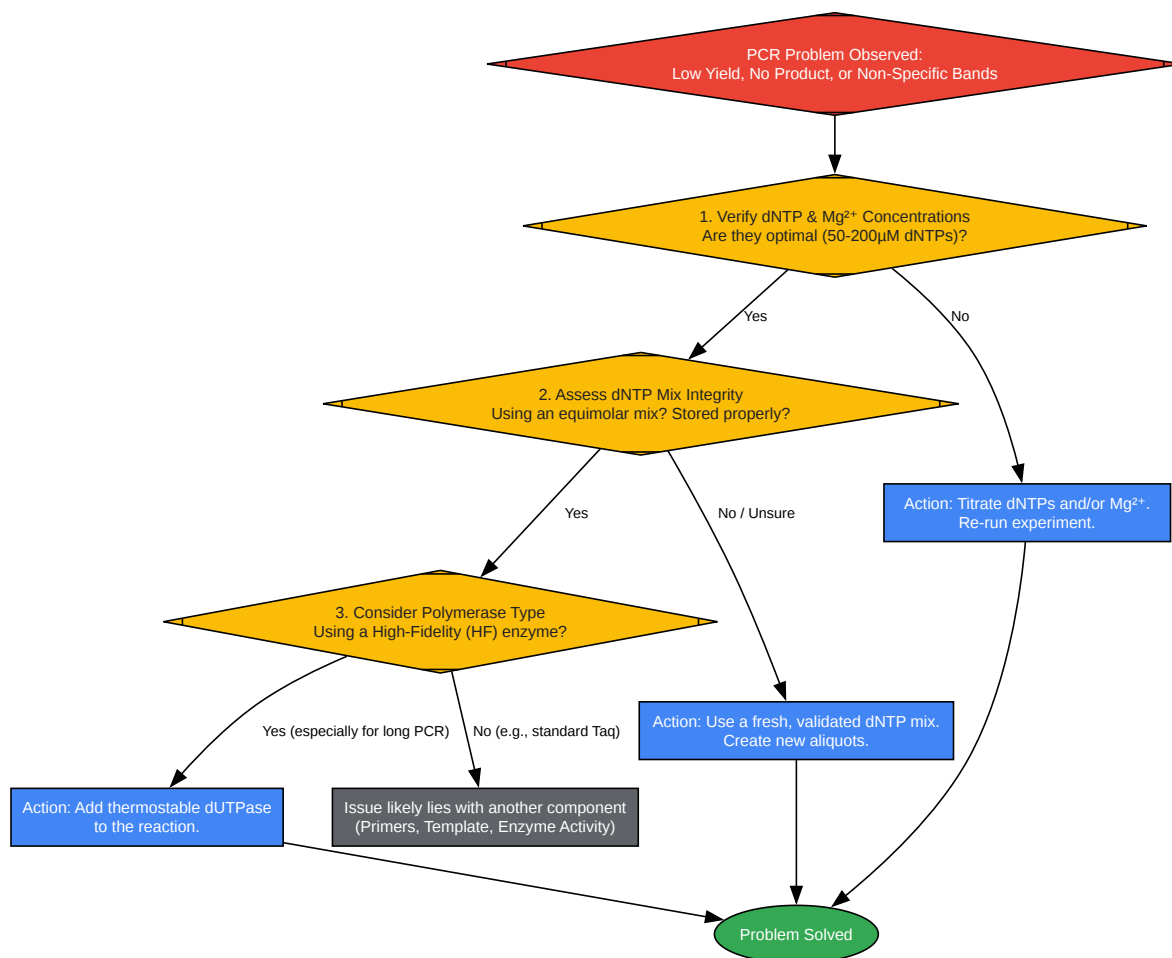 PCR Problem Observed:
Low Yield, No Product, or Non-Specific Bands
1. Verify dNTP & Mg²⁺ Concentrations
Are they optimal (50-200µM dNTPs)?
Yes
No
2. Assess dNTP Mix Integrity
Using an equimolar mix? Stored properly?
Action: Titrate dNTPs and/or Mg²⁺.
Re-run experiment.
Yes
No / Unsure
3. Consider Polymerase Type
Using a High-Fidelity (HF) enzyme?
Action: Use a fresh, validated dNTP mix.
Create new aliquots.
Yes (especially for long PCR)
No (e.g., standard Taq)
Action: Add thermostable dUTPase
to the reaction.
Issue likely lies with another component
(Primers, Template, Enzyme Activity)
Problem Solved